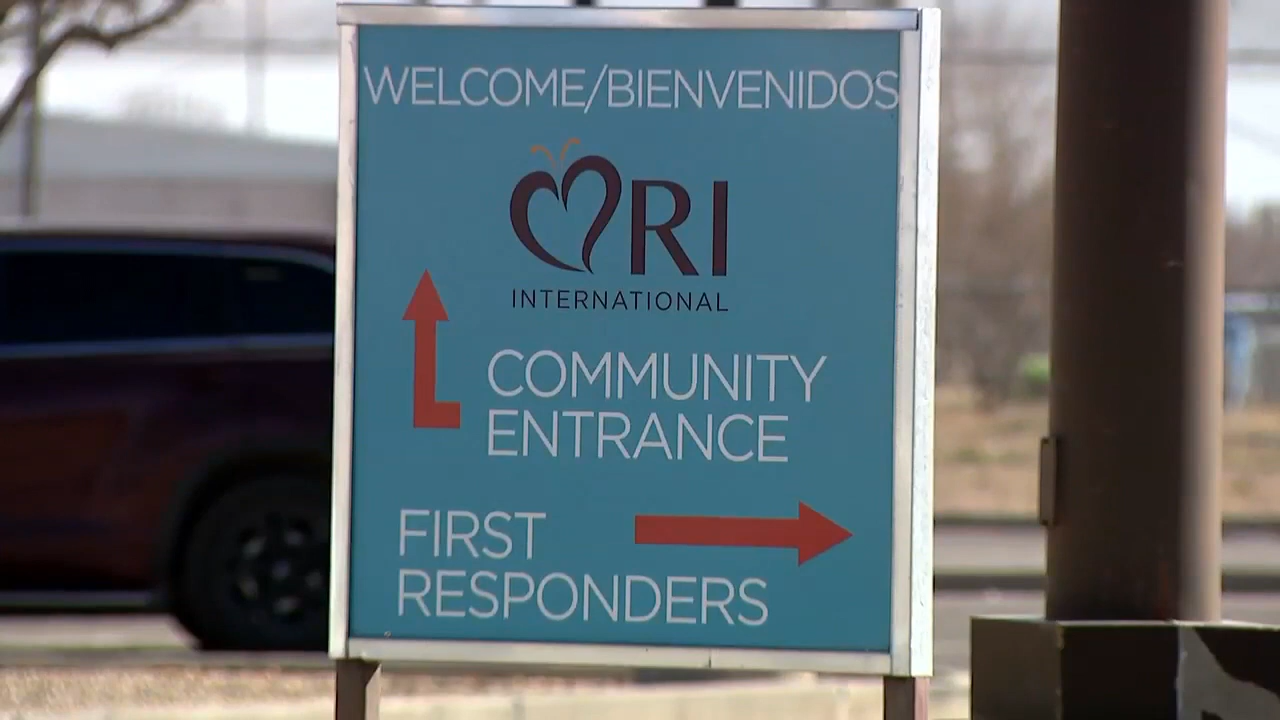 WELCOME/BIENVENIDOS
RI
INTERNATIONAL
COMMUNITY
ENTRANCE
FIRST
RESPONDERS